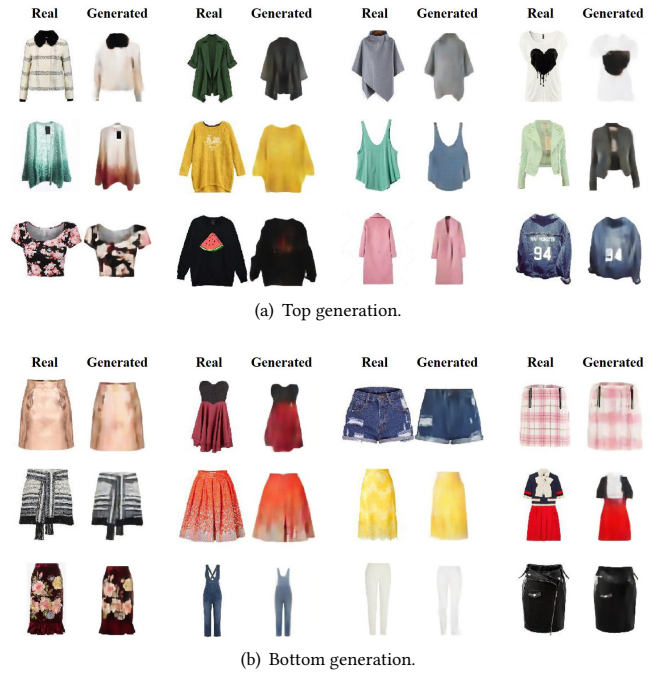 Real Generated Real Generated Real Generated Real Generated
94 94
(a) Top generation.
Real Generated Real Generated Real Generated Real Generated
(b) Bottom generation.